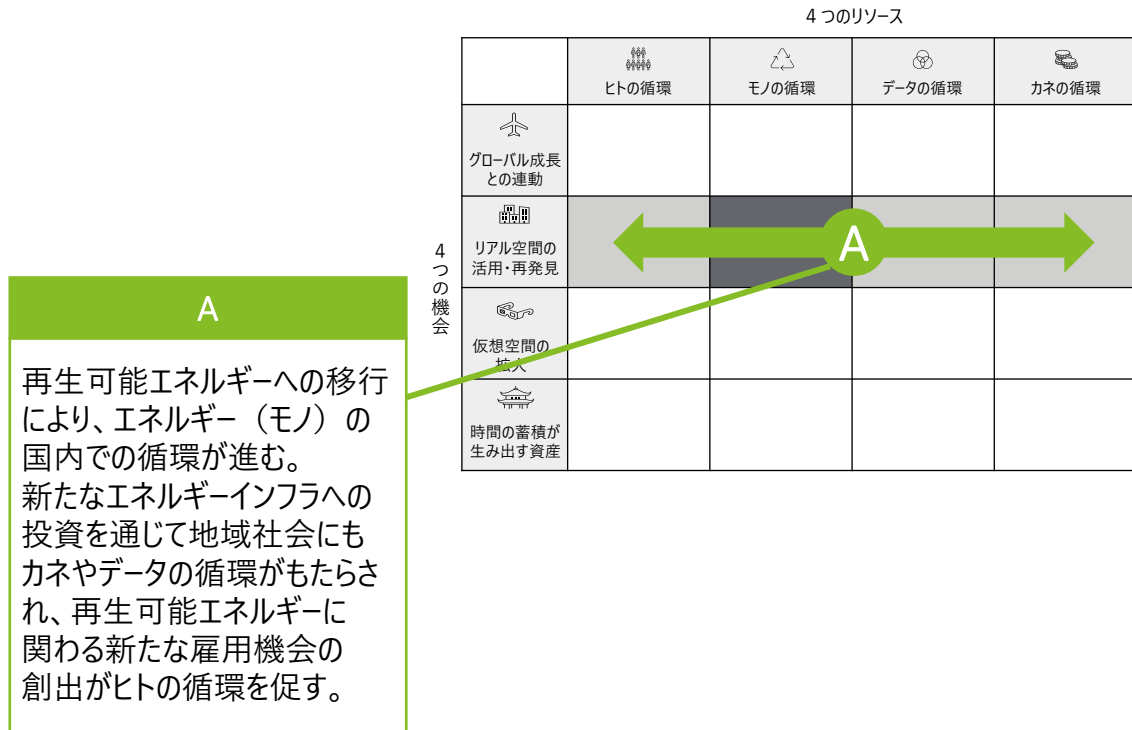 4 つのリソース
ヒトの循環
モノの循環
データの循環
カネの循環
4つの機会
グローバル成長
との連動
リアル空間の
活用・再発見
仮想空間の
拡大
時間の蓄積が
生み出す資産
A
A
再生可能エネルギーへの移行
により、エネルギー（モノ）の
国内での循環が進む。
新たなエネルギーインフラへの
投資を通じて地域社会にも
カネやデータの循環がもたらさ
れ、再生可能エネルギーに
関わる新たな雇用機会の
創出がヒトの循環を促す。